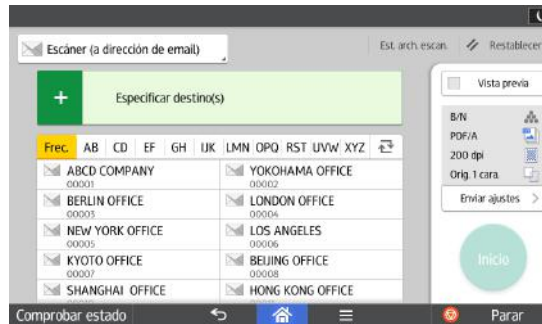 Escáner (a dirección de email)
Est. arch. escan.
Restablecer
Especificar destino(s)
Vista previa
Frec. AB CD EF GH IJK LMN OPQ RST UVW XYZ
ABCD COMPANY
00001
YOKOHAMA OFFICE
00002
BERLIN OFFICE
00003
LONDON OFFICE
00004
NEW YORK OFFICE
00005
LOS ANGELES
00006
KYOTO OFFICE
00007
BEIJING OFFICE
00008
SHANGHAI OFFICE
HONG KONG OFFICE
B/N
PDF/A
200 dpi
Orig. 1 cara
Enviar ajustes
Inicio
Comprobar estado
Parar